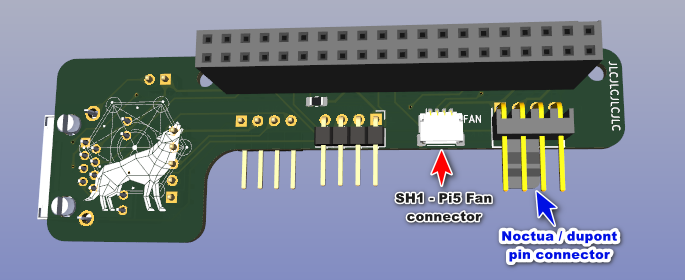 JLCJLCJLCJLC
FAN
SH1 - Pi5 Fan
connector
Noctua / dupont
pin connector